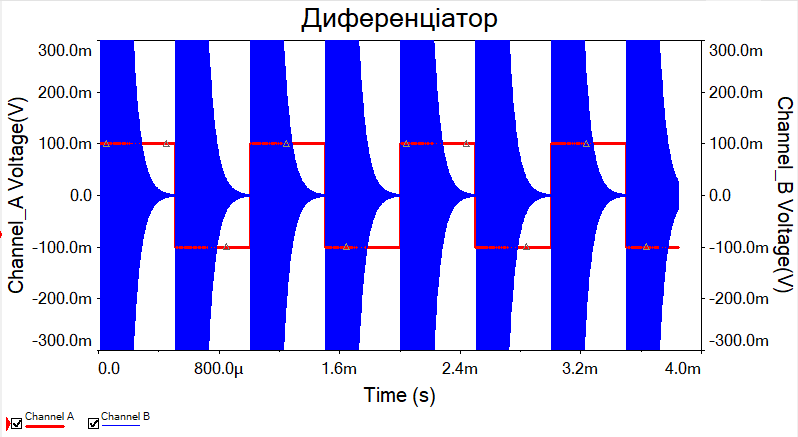 Диференціатор
300.0m 300.0m
200.0m 200.0m
100.0m 100.0m
0.0 0.0
-100.0m -100.0m
-200.0m -200.0m
-300.0m -300.0m
Channel_A Voltage(V)
Channel_B Voltage(V)
0.0 800.0µ 1.6m 2.4m 3.2m 4.0m
Time (s)
Channel A Channel B